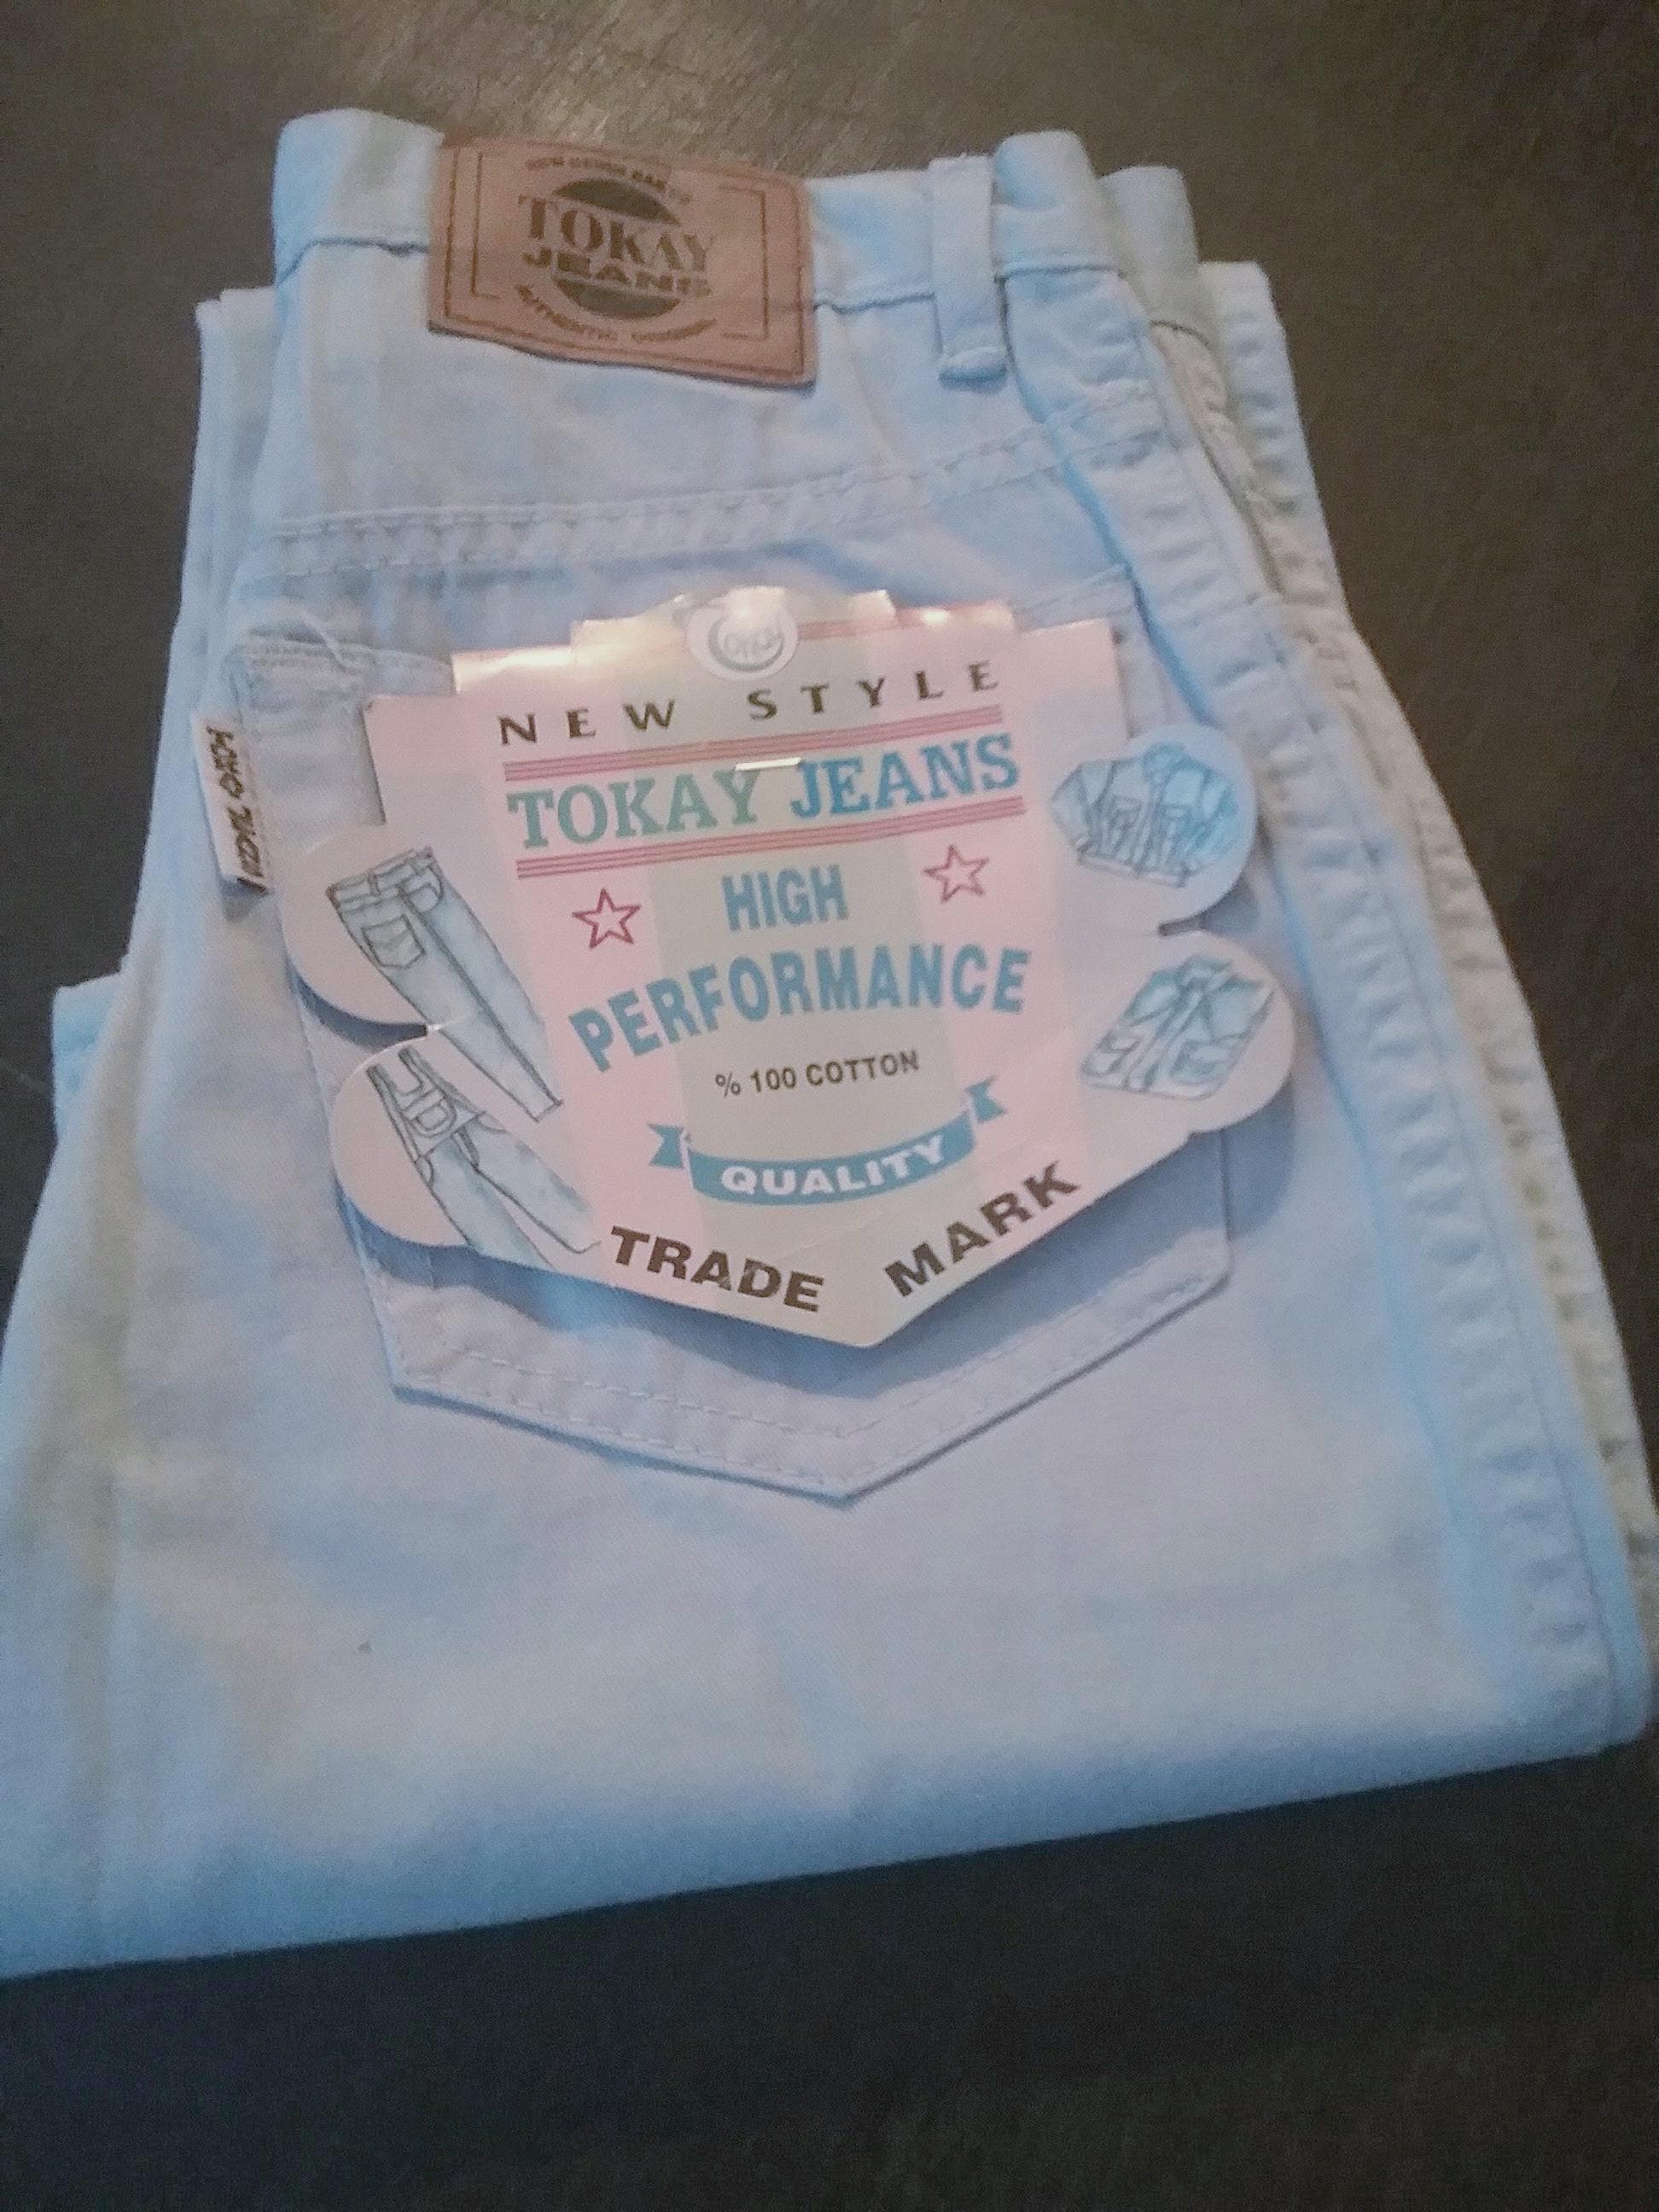 TOKAY
JEANS
NEW STYLE
TOKAY JEANS
HIGH
PERFORMANCE
% 100 COTTON
QUALITY
TRADE MARK